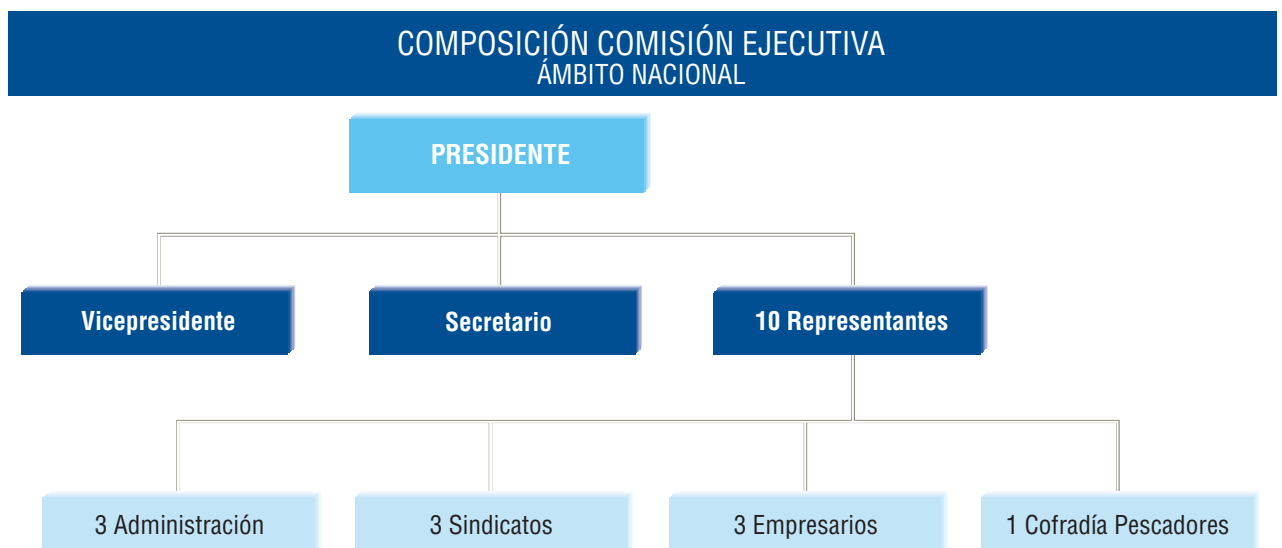 COMPOSICIÓN COMISIÓN EJECUTIVA
ÁMBITO NACIONAL
PRESIDENTE
Vicepresidente
Secretario
10 Representantes
3 Administración
3 Sindicatos
3 Empresarios
1 Cofradía Pescadores